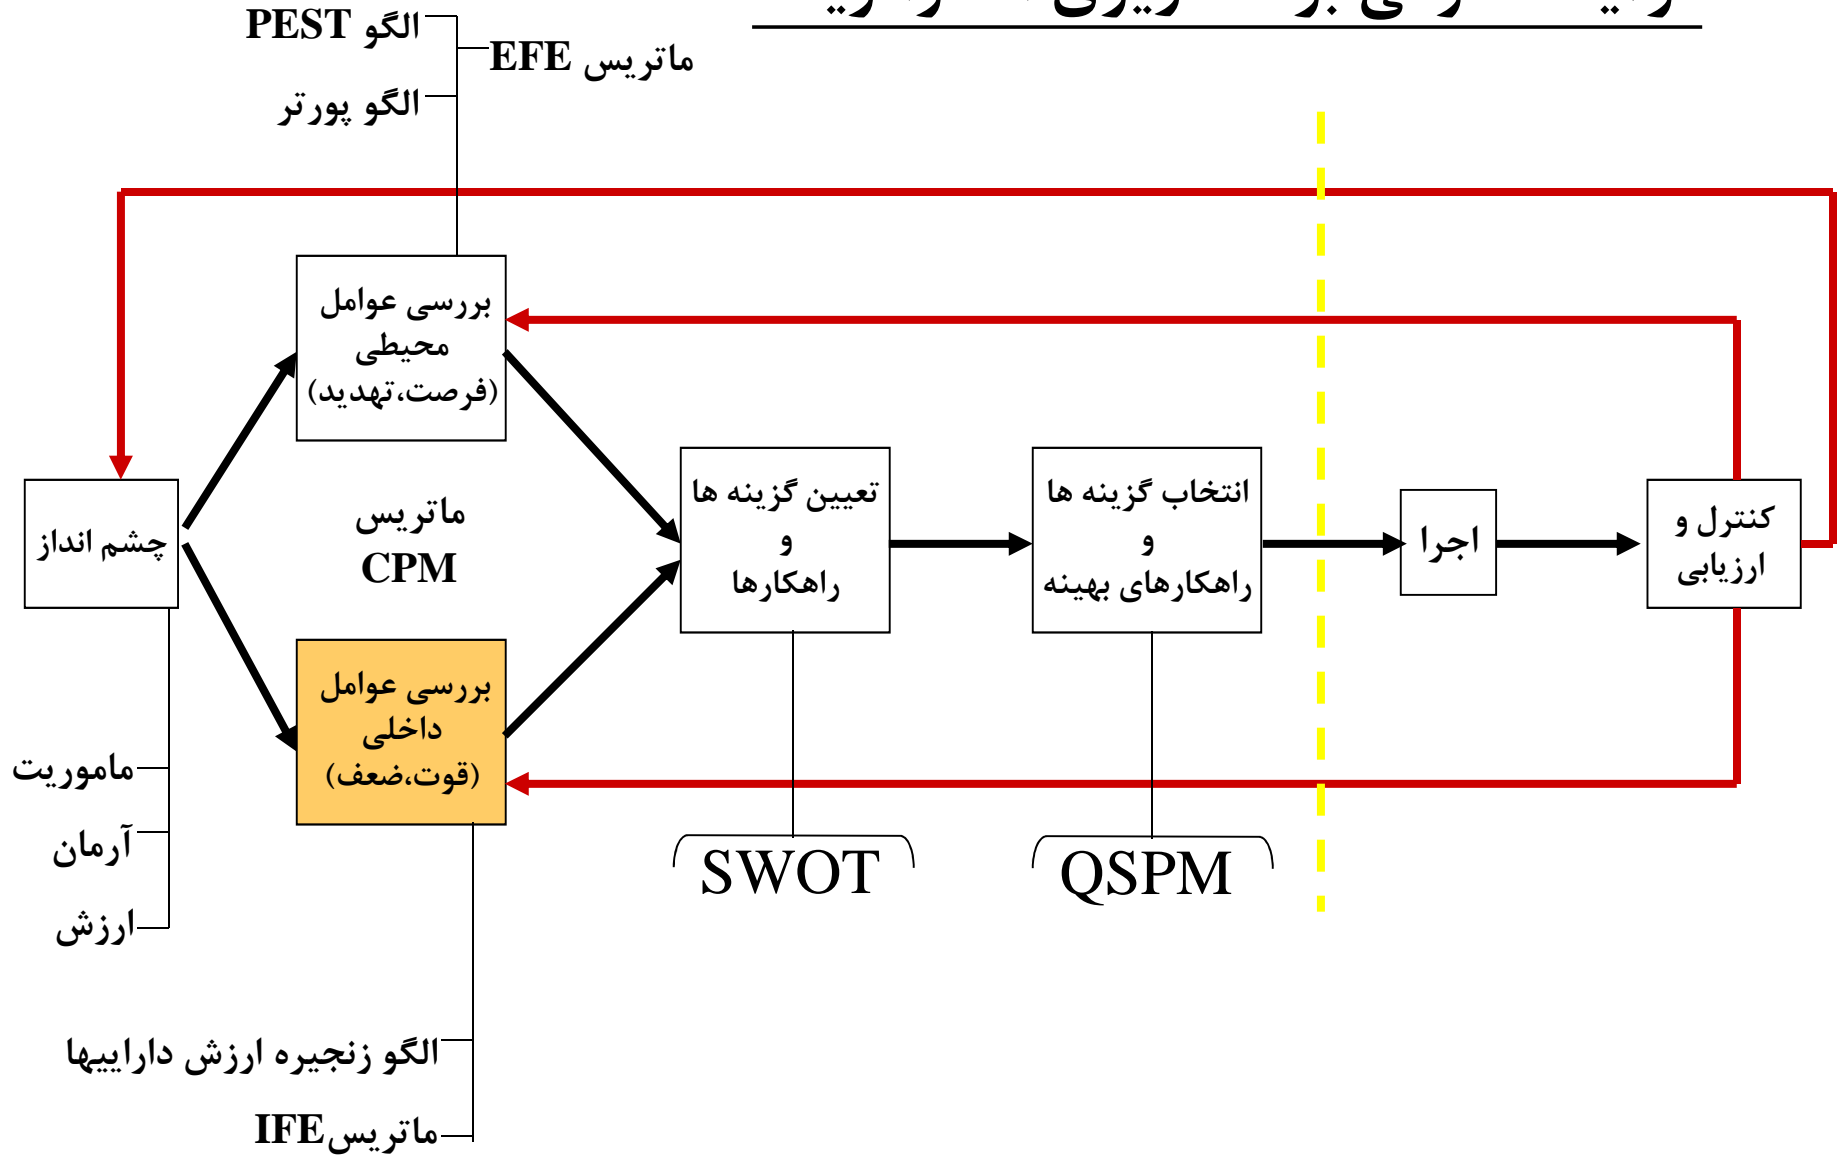 الگو PEST
ماتریس EFE
الگو پورتر
بررسی عوامل
محیطی
(فرصت،تهدید)
چشم انداز
ماتریس
CPM
تعیین گزینه ها
و
راهکارها
انتخاب گزینه ها
و
راهکارهای بهینه
اجرا
کنترل و
ارزیابی
بررسی عوامل
داخلی
(قوت،ضعف)
ماموریت
آرمان
ارزش
SWOT
QSPM
الگو زنجیره ارزش داراییها
ماتریسIFE